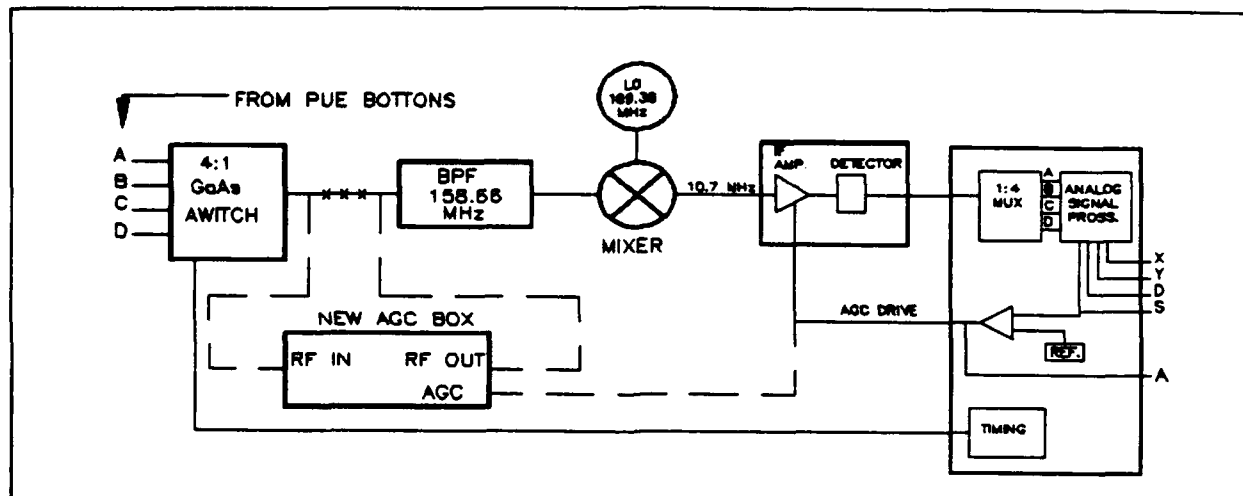 FROM PUE BOTTONS
A
B
C
D
4:1
GaAs
AWITCH
BPF
158.66
MHz
LO
169.36
MHz
MIXER
10.7 MHz
IF
AMP.
DETECTOR
1:4
MUX
A
B
C
D
ANALOG
SIGNAL
PROSS.
X
Y
D
S
AGC DRIVE
REF.
A
NEW AGC BOX
RF IN
RF OUT
AGC
TIMING